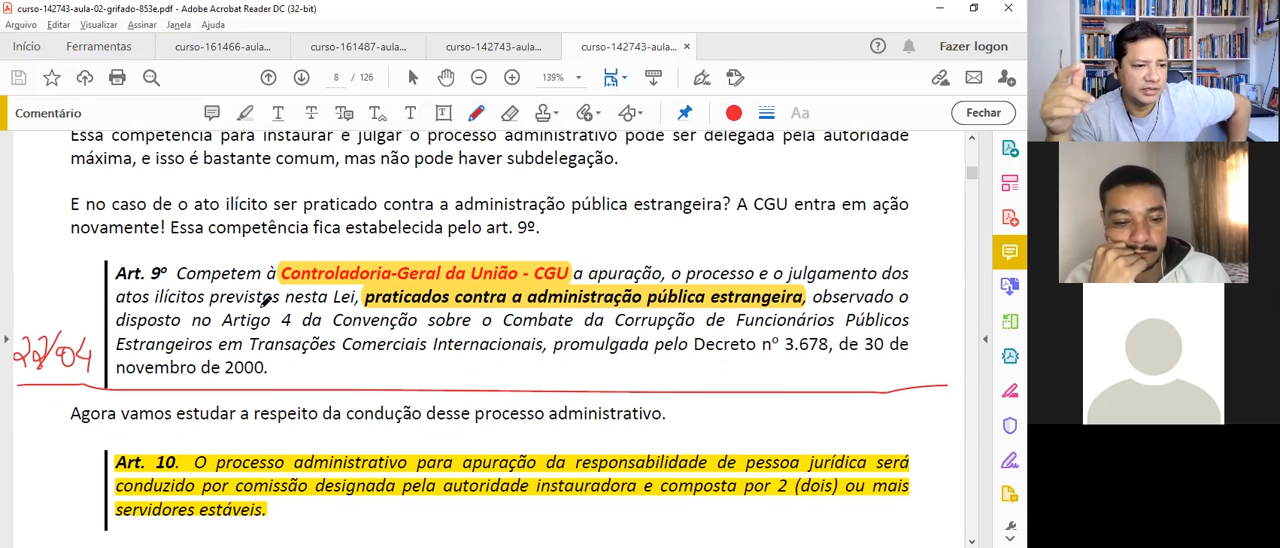 curso-142743-aula-02-grifado-853e.pdf - Adobe Acrobat Reader DC (32-bit)
Arquivo Editar Visualizar Assinar Janela Ajuda
Início Ferramentas curso-161466-aula... curso-161487-aula... curso-142743-aula... curso-142743-aula... × Fazer logon
8 / 126 139%
Comentário Aa Fechar
Essa competência para instaurar e julgar o processo administrativo pode ser delegada pela autoridade
máxima, e isso é bastante comum, mas não pode haver subdelegação.
E no caso de o ato ilícito ser praticado contra a administração pública estrangeira? A CGU entra em ação
novamente! Essa competência fica estabelecida pelo art. 9º.
Art. 9º Competem à Controladoria-Geral da União - CGU a apuração, o processo e o julgamento dos
atos ilícitos previstos nesta Lei, praticados contra a administração pública estrangeira, observado o
disposto no Artigo 4 da Convenção sobre o Combate da Corrupção de Funcionários Públicos
Estrangeiros em Transações Comerciais Internacionais, promulgada pelo Decreto nº 3.678, de 30 de
novembro de 2000.
22/04
Agora vamos estudar a respeito da condução desse processo administrativo.
Art. 10. O processo administrativo para apuração da responsabilidade de pessoa jurídica será
conduzido por comissão designada pela autoridade instauradora e composta por 2 (dois) ou mais
servidores estáveis.